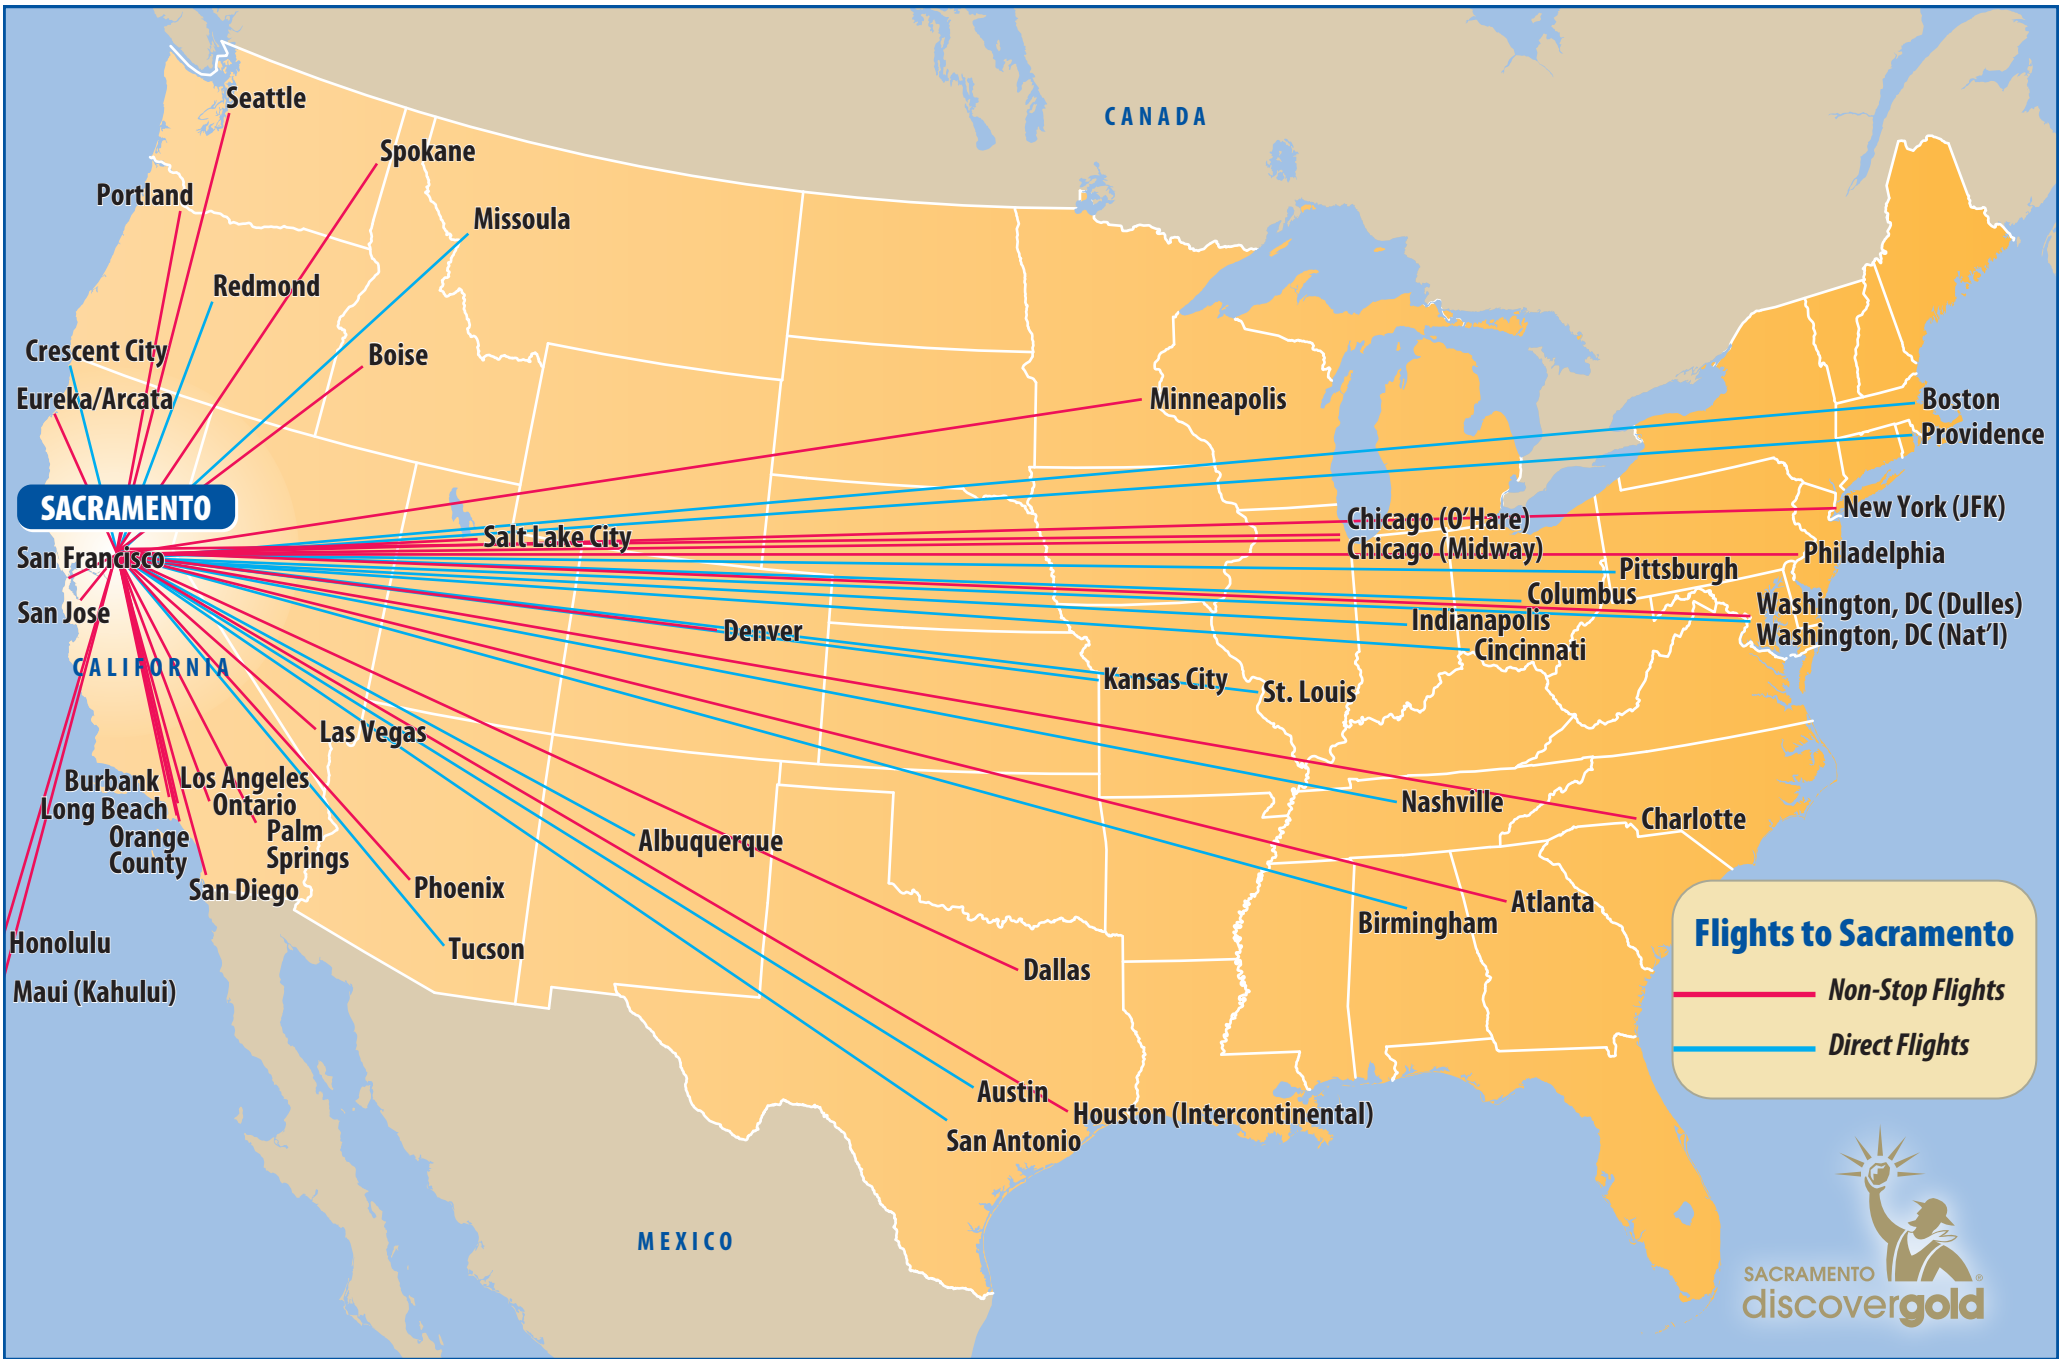 CANADA
Seattle
Spokane
Portland
Missoula
Redmond
Crescent City
Boise
Eureka/Arcata
Minneapolis
Boston
Providence
SACRAMENTO
New York (JFK)
Chicago (O'Hare)
Salt Lake City
Chicago (Midway)
San Francisco
Philadelphia
Pittsburgh
Columbus
Washington, DC (Dulles)
San Jose
Indianapolis
Denver
Washington, DC (Nat'l)
Cincinnati
CALIFORNIA
Kansas City
St. Louis
Las Vegas
Burbank
Los Angeles
Long Beach
Ontario
Nashville
Charlotte
Orange
County
Palm
Springs
Albuquerque
San Diego
Phoenix
Atlanta
Birmingham
Honolulu
Tucson
Dallas
Maui (Kahului)
Austin
Houston (Intercontinental)
San Antonio
MEXICO
Flights to Sacramento
Non-Stop Flights
Direct Flights
SACRAMENTO
discovergold
®